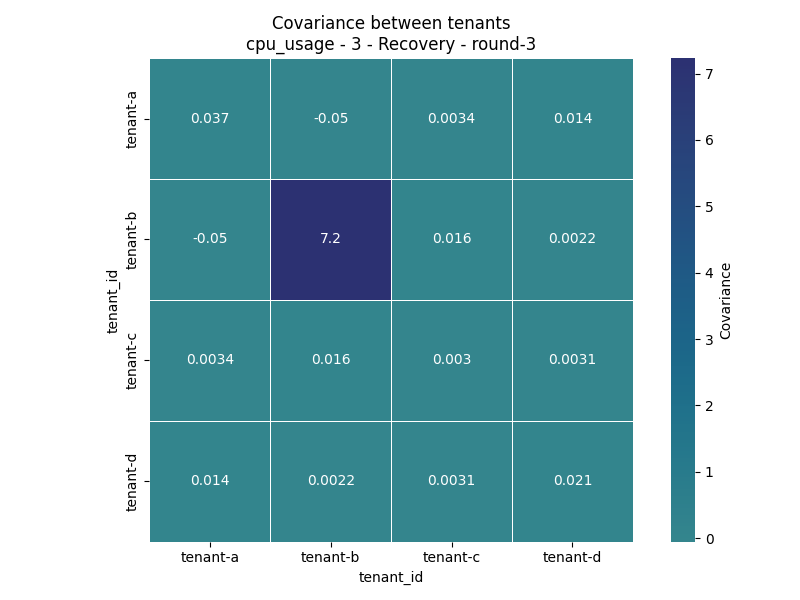 Covariance between tenants
cpu_usage - 3 - Recovery - round-3
tenant-a
0.037 -0.05 0.0034 0.014
tenant-b
-0.05 7.2 0.016 0.0022
tenant-c
0.0034 0.016 0.003 0.0031
tenant-d
0.014 0.0022 0.0031 0.021
tenant_id
tenant-a tenant-b tenant-c tenant-d
tenant_id
7
6
5
4
3
2
1
0
Covariance